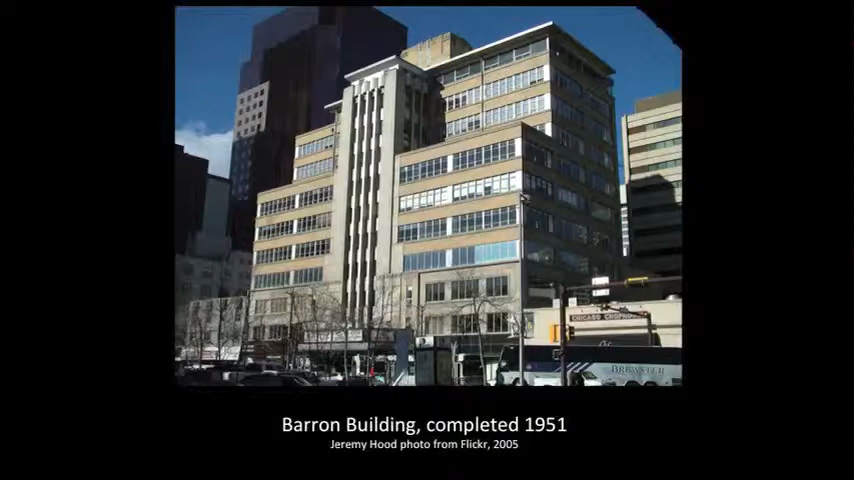 CHICAGO CHOPHOUSE
BREWSTER
Barron Building, completed 1951
Jeremy Hood photo from Flickr, 2005